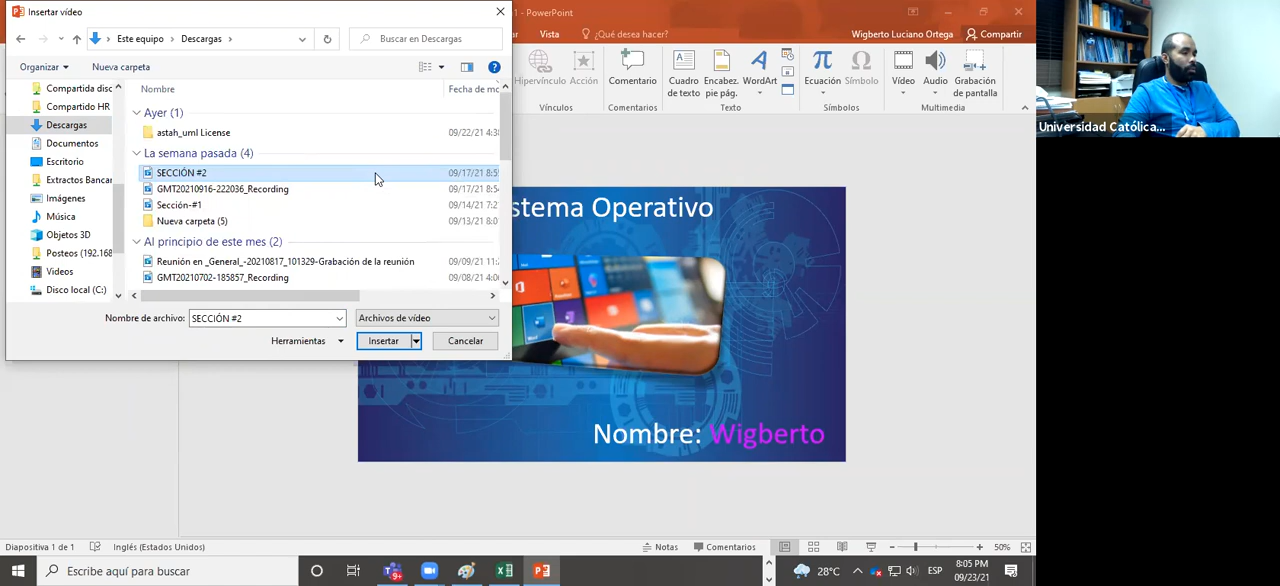 Insertar vídeo
1 - PowerPoint
Este equipo
Descargas
Buscar en Descargas
Vista
¿Qué desea hacer?
Wigberto Luciano Ortega
Compartir
Organizar
Nueva carpeta
Hipervínculo
Acción
Comentario
Cuadro de texto
Encabez. pie pág.
WordArt
Ecuación
Símbolo
Vídeo
Audio
Grabación de pantalla
Vínculos
Comentarios
Texto
Símbolos
Multimedia
Compartida disc
Compartido HR
Descargas
Documentos
Escritorio
Extractos Bancar
Imágenes
Música
Objetos 3D
Posteos (192.168
Videos
Disco local (C:)
Nombre
Fecha de mo
Ayer (1)
astah_uml License
09/22/21 4:3
La semana pasada (4)
SECCIÓN #2
09/17/21 8:5
GMT20210916-222036_Recording
09/17/21 8:54
Sección-#1
09/14/21 7:2
Nueva carpeta (5)
09/13/21 8:0
Al principio de este mes (2)
Reunión en _General_-20210817_101329-Grabación de la reunión
09/09/21 11:
GMT20210702-185857_Recording
09/08/21 4:0
Nombre de archivo:
SECCIÓN #2
Archivos de vídeo
Herramientas
Insertar
Cancelar
stema Operativo
Nombre: Wigberto
Universidad Católica...
Diapositiva 1 de 1
Inglés (Estados Unidos)
Notas
Comentarios
50%
Escribe aquí para buscar
28°C
ESP
8:05 PM
09/23/21